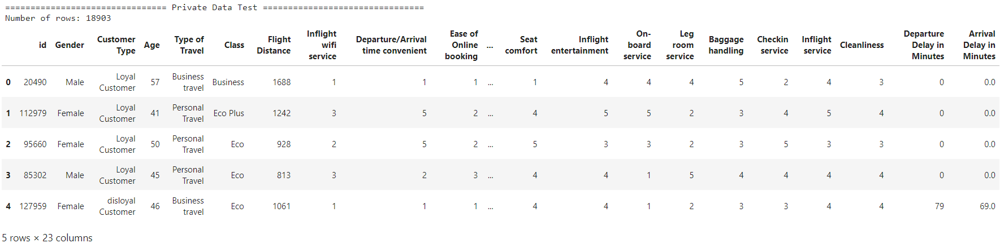 =============================== Private Data Test ===============================
Number of rows: 18903
id Gender Customer Type Age Type of Travel Class Flight Distance Inflight wifi service Departure/Arrival time convenient Ease of Online booking ... Seat comfort Inflight entertainment On-board service Leg room service Baggage handling Checkin service Inflight service Cleanliness Departure Delay in Minutes Arrival Delay in Minutes
0 20490 Male Loyal Customer 57 Business travel Business 1688 1 1 1 ... 1 4 4 4 5 2 4 3 0 0.0
1 112979 Female Loyal Customer 41 Personal Travel Eco Plus 1242 3 5 2 ... 4 5 5 2 3 4 5 4 0 0.0
2 95660 Female Loyal Customer 50 Personal Travel Eco 928 2 5 2 ... 5 3 3 2 3 5 3 3 0 0.0
3 85302 Male Loyal Customer 45 Personal Travel Eco 813 3 2 3 ... 4 4 1 5 4 4 4 4 0 0.0
4 127959 Female disloyal Customer 46 Business travel Eco 1061 1 1 1 ... 4 4 1 2 3 3 4 4 79 69.0
5 rows × 23 columns